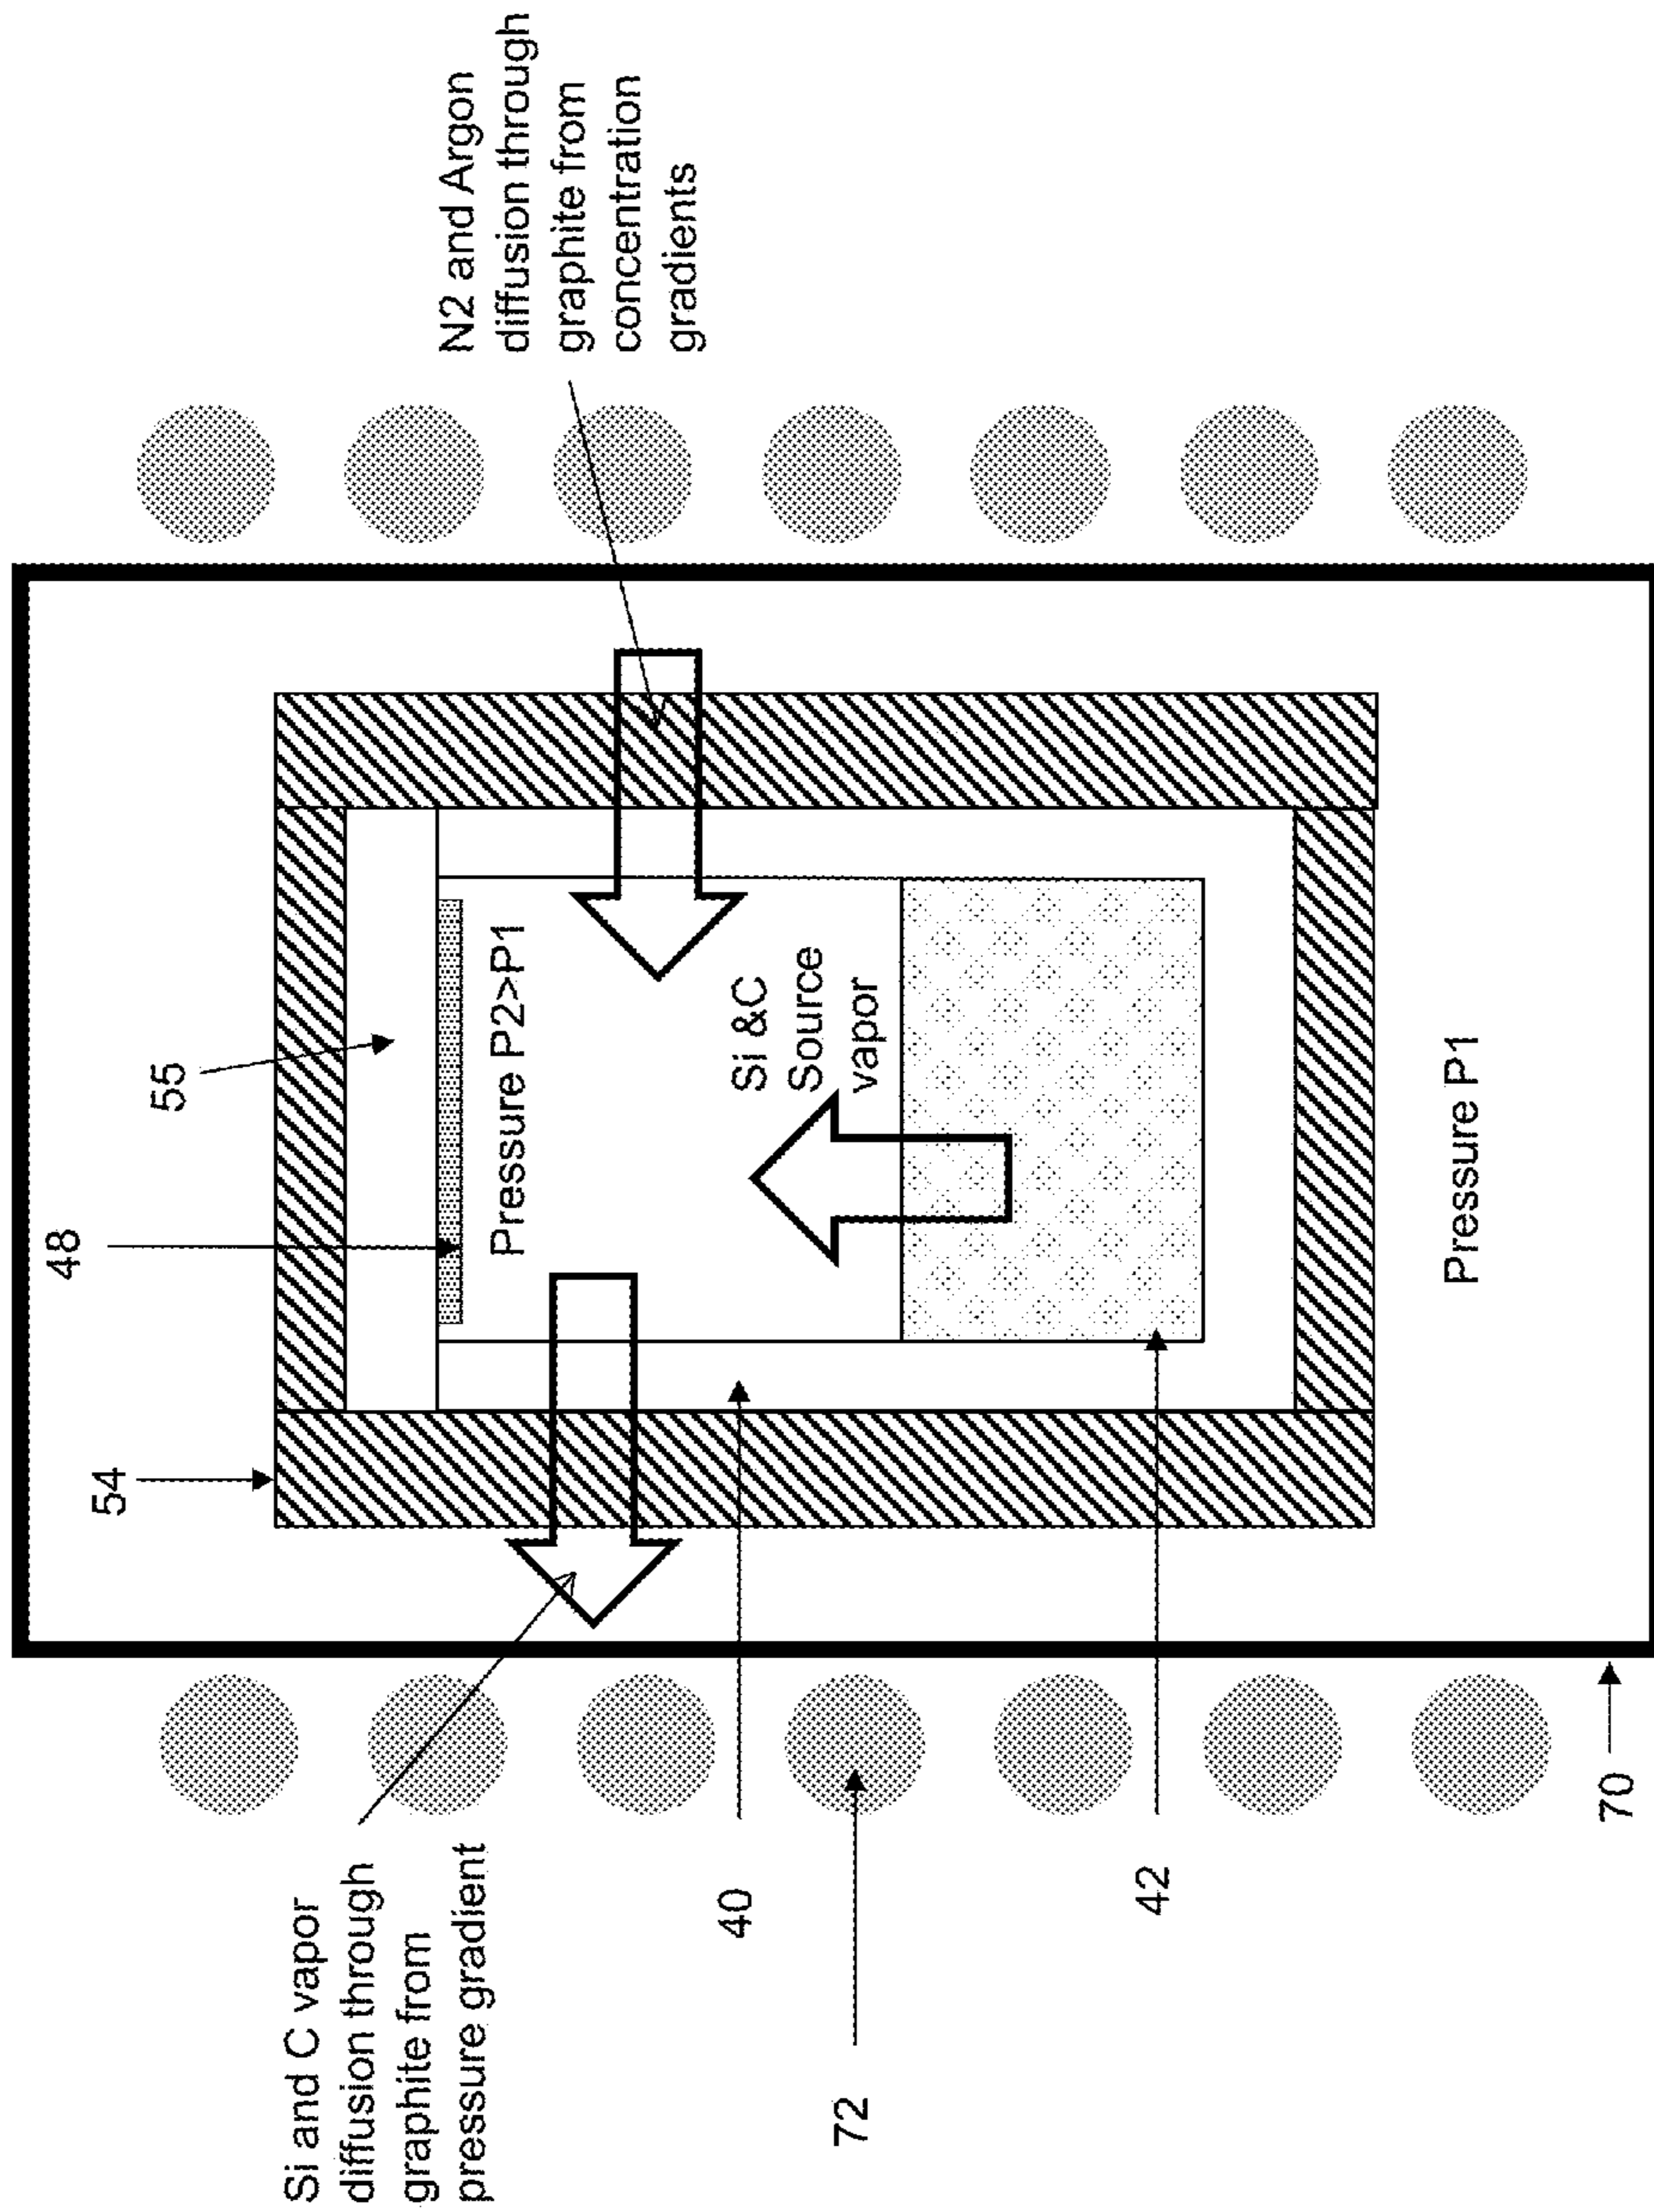 Si and C vapor
diffusion through
graphite from
pressure gradient
72
40
42
70
54
48
55
Pressure P2>P1
Si &C
Source
vapor
Pressure P1
N2 and Argon
diffusion through
graphite from
concentration
gradients